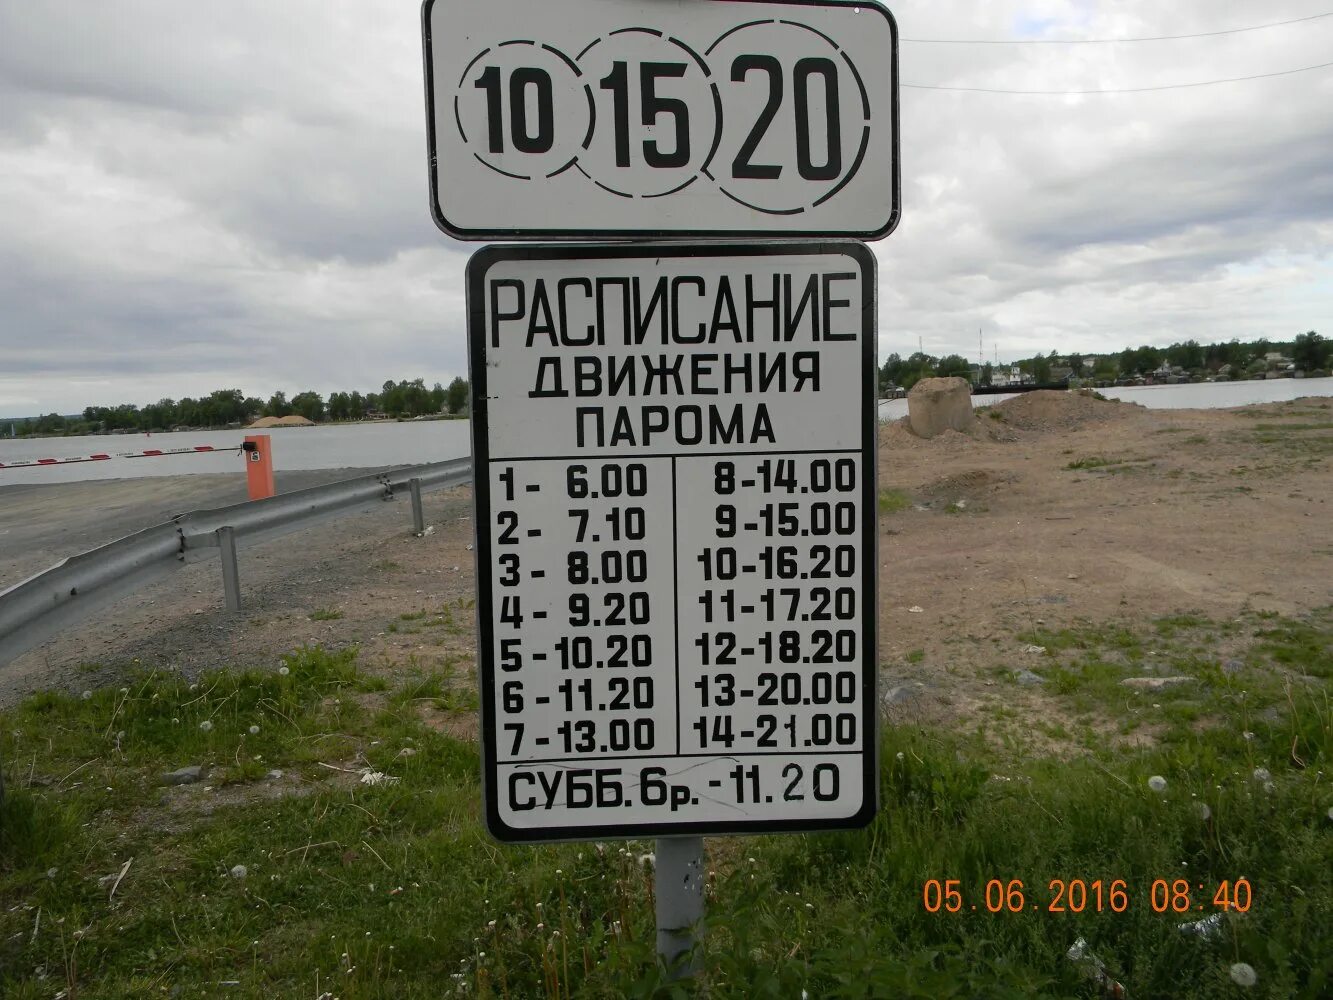 10 15 20
РАСПИСАНИЕ
ДВИЖЕНИЯ
ПАРОМА
1 - 6.00
2 - 7.10
3 - 8.00
4 - 9.20
5 - 10.20
6 - 11.20
7 - 13.00
8 - 14.00
9 - 15.00
10 - 16.20
11 - 17.20
12 - 18.20
13 - 20.00
14 - 21.00
СУББ. 6р. - 11.20
05.06.2016 08:40